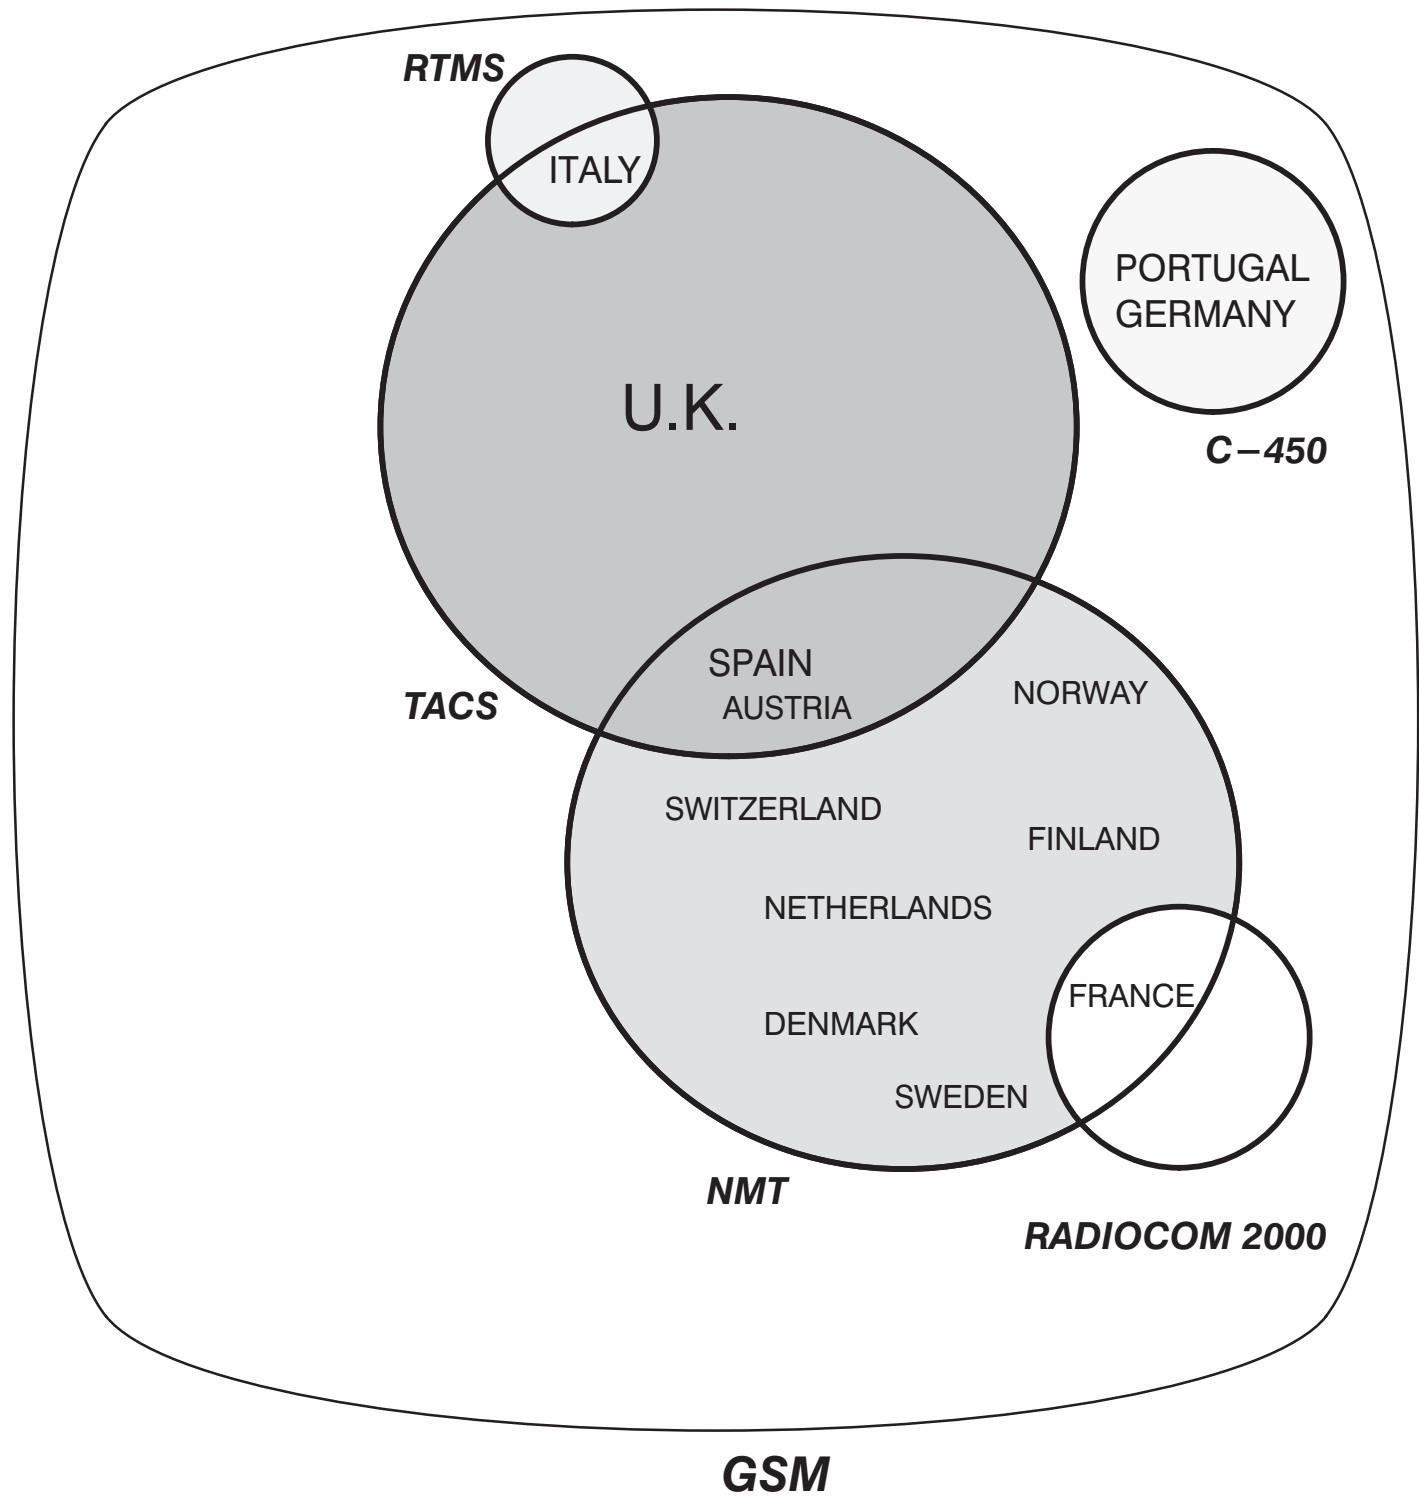 RTMS
ITALY
PORTUGAL
GERMANY
U.K.
C–450
SPAIN
AUSTRIA
NORWAY
TACS
SWITZERLAND
FINLAND
NETHERLANDS
FRANCE
DENMARK
SWEDEN
NMT
RADIOCOM 2000
GSM